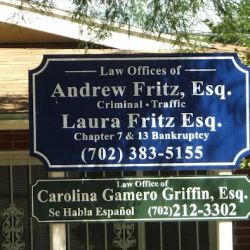 Law Offices of
Andrew Fritz, Esq.
Criminal • Traffic
Laura Fritz Esq.
Chapter 7 & 13 Bankruptcy
(702) 383-5155
Law Office of
Carolina Gamero Griffin, Esq.
Se Habla Español (702)212-3302